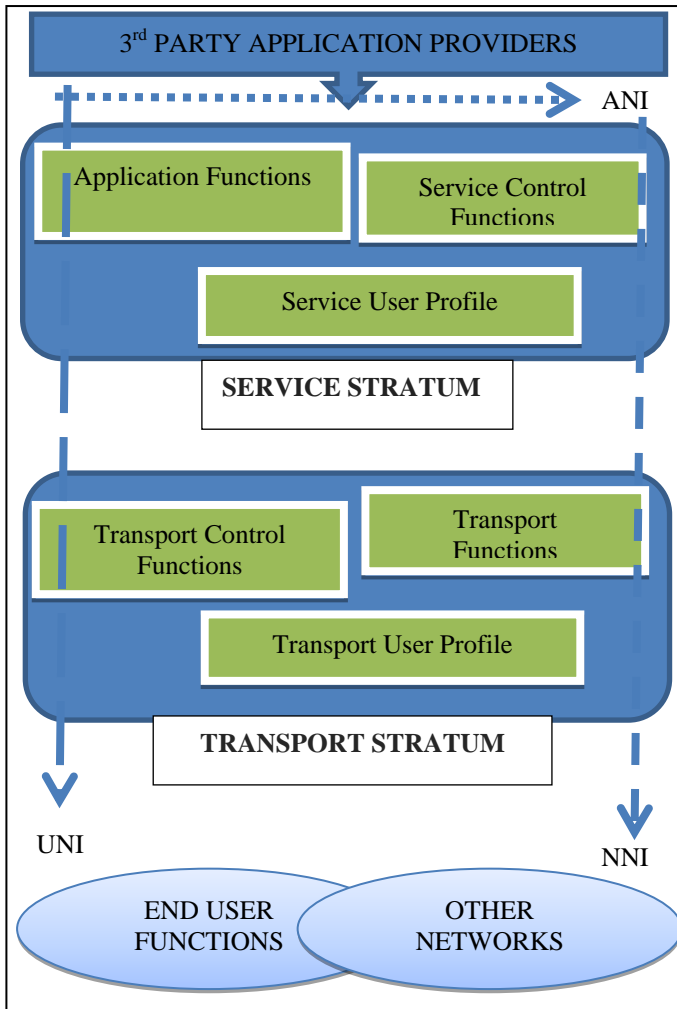 3rd PARTY APPLICATION PROVIDERS
ANI
Application Functions
Service Control
Functions
Service User Profile
SERVICE STRATUM
Transport Control
Functions
Transport
Functions
Transport User Profile
TRANSPORT STRATUM
UNI
NNI
END USER
FUNCTIONS
OTHER
NETWORKS